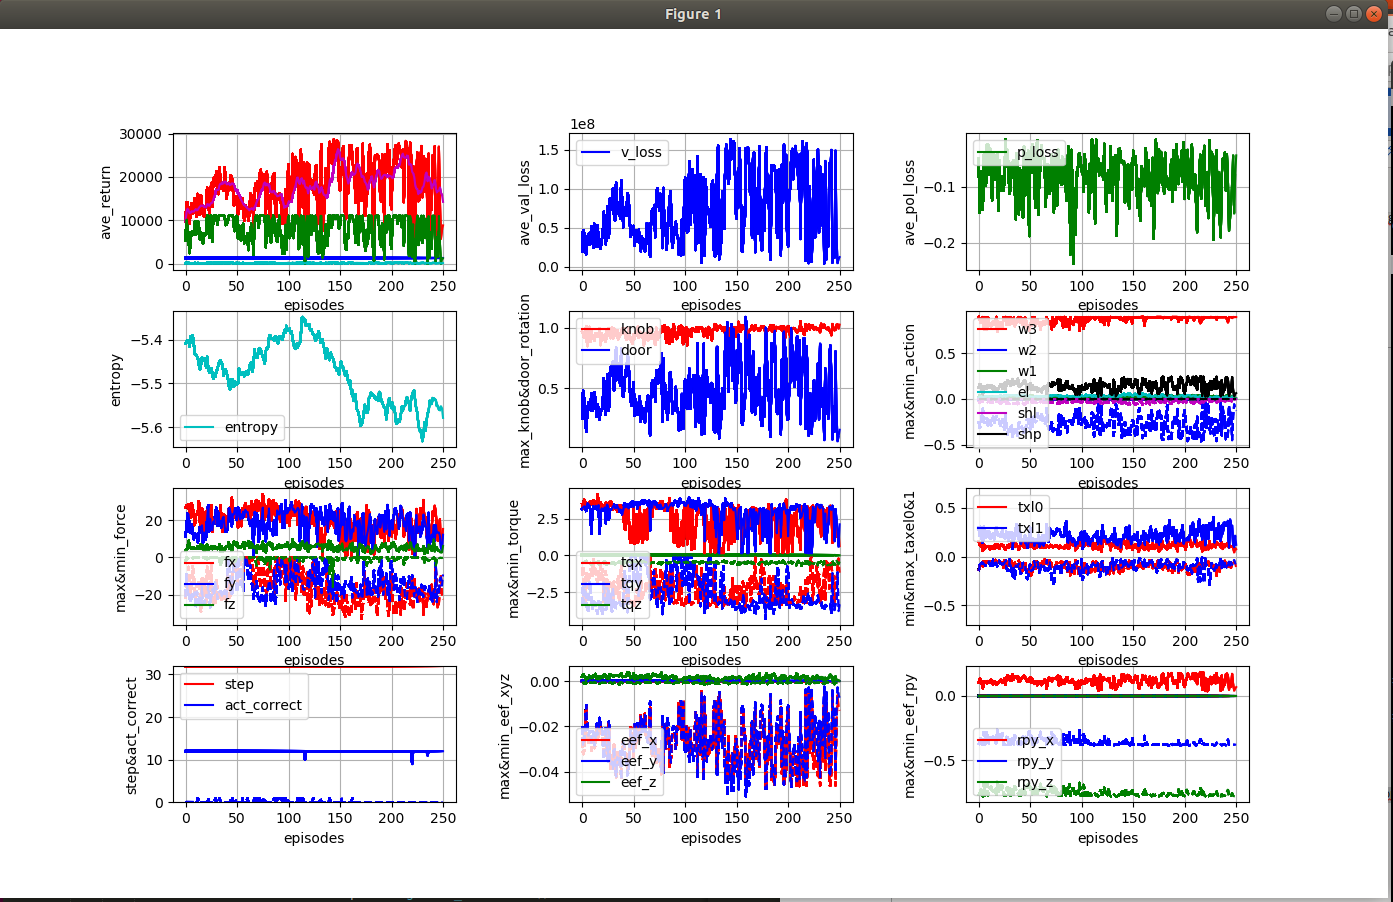 Figure 1
ave_return
30000
20000
10000
0
0 50 100 150 200 250
episodes
1e8
ave_val_loss
1.5
1.0
0.5
0.0
v_loss
0 50 100 150 200 250
episodes
ave_pol_loss
−0.1
−0.2
p_loss
0 50 100 150 200 250
episodes
entropy
−5.4
−5.5
−5.6
entropy
0 50 100 150 200 250
episodes
max_knob&door_rotation
1.0
0.5
knob
door
0 50 100 150 200 250
episodes
max&min_action
0.5
0.0
−0.5
w3
w2
w1
el
shl
shp
0 50 100 150 200 250
episodes
max&min_force
20
0
−20
fx
fy
fz
0 50 100 150 200 250
episodes
max&min_torque
2.5
0.0
−2.5
tqx
tqy
tqz
0 50 100 150 200 250
episodes
min&max_taxel0&1
0.5
0.0
−0.5
txl0
txl1
0 50 100 150 200 250
episodes
step&act_correct
30
20
10
0
step
act_correct
0 50 100 150 200 250
episodes
max&min_eef_xyz
0.00
−0.02
−0.04
eef_x
eef_y
eef_z
0 50 100 150 200 250
episodes
max&min_eef_rpy
0.0
−0.5
rpy_x
rpy_y
rpy_z
0 50 100 150 200 250
episodes